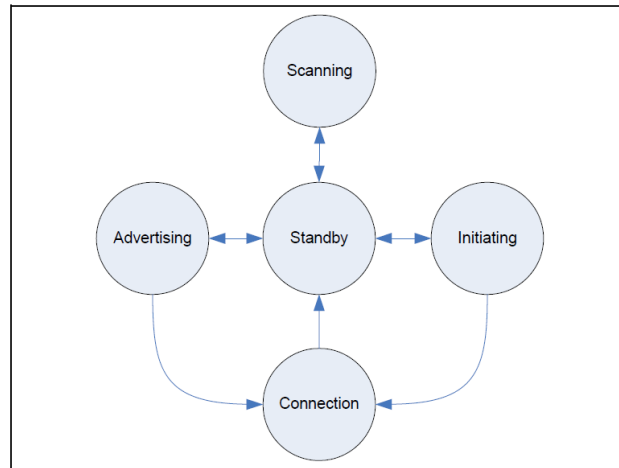 Scanning
Advertising
Standby
Initiating
Connection